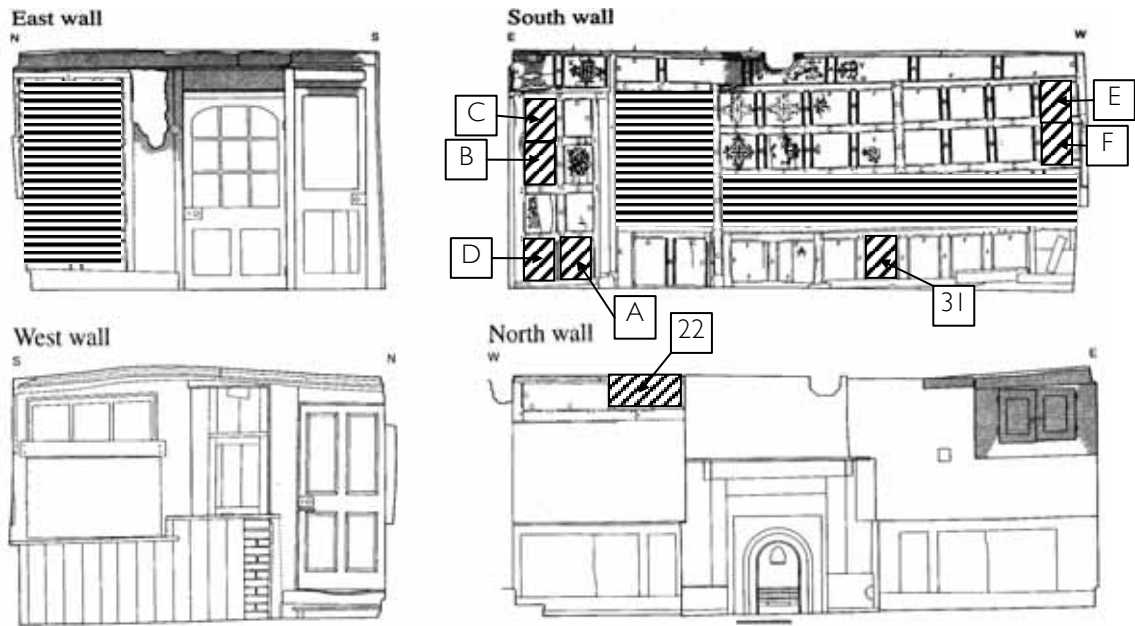 East wall
N S
South wall
E W
C
B
D
A
E
F
31
West wall
S N
North wall
W E
22